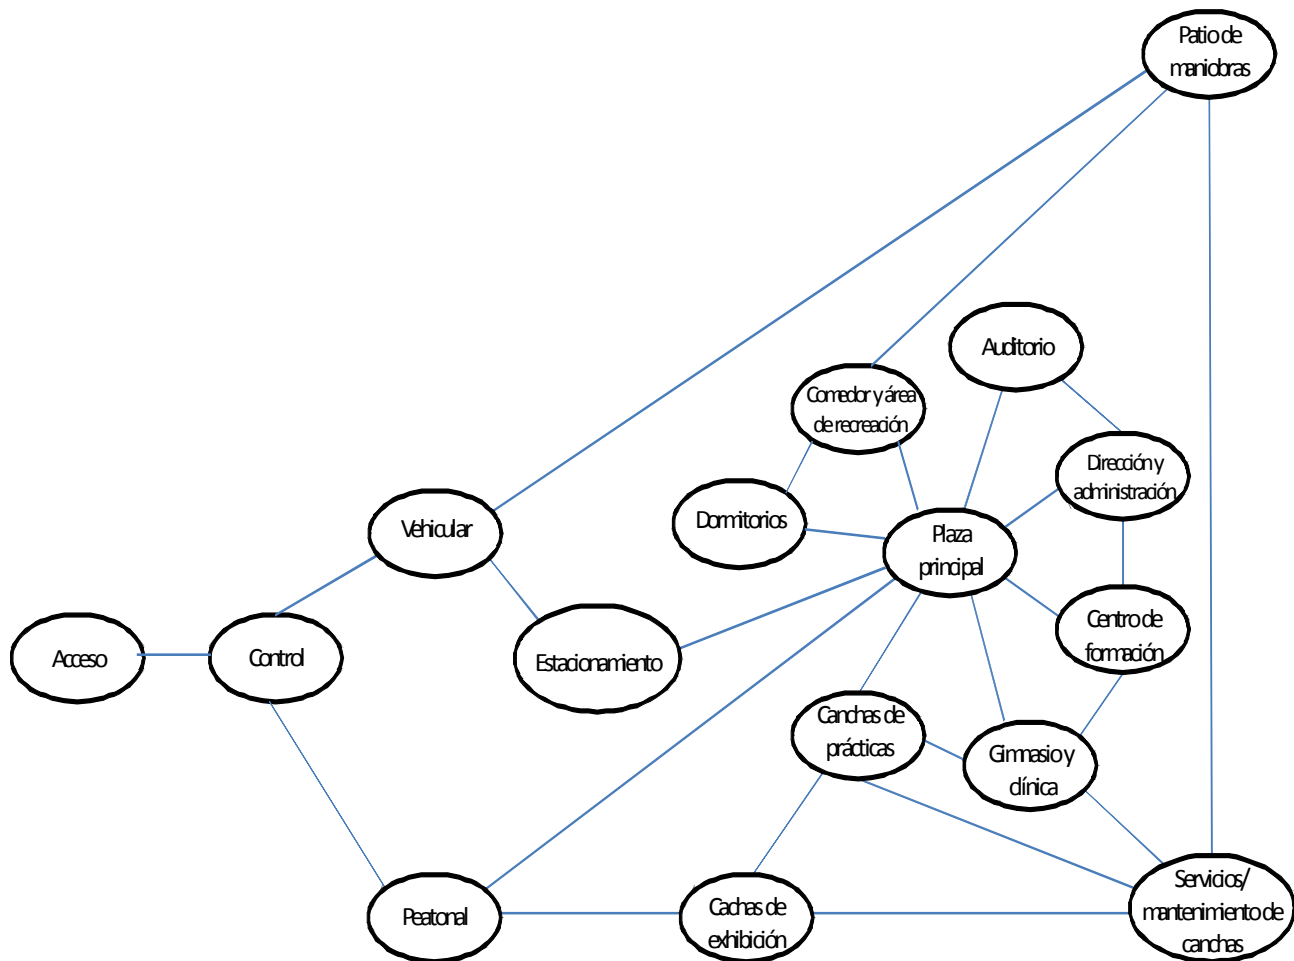 Patio de
maniobras
Auditorio
Comedor y área
de recreación
Dirección y
administración
Dormitorios
Vehicular
Plaza
principal
Centro de
formación
Acceso
Control
Estacionamiento
Canchas de
prácticas
Gimnasio y
clínica
Peatonal
Cachas de
exhibición
Servicios/
mantenimiento de
canchas